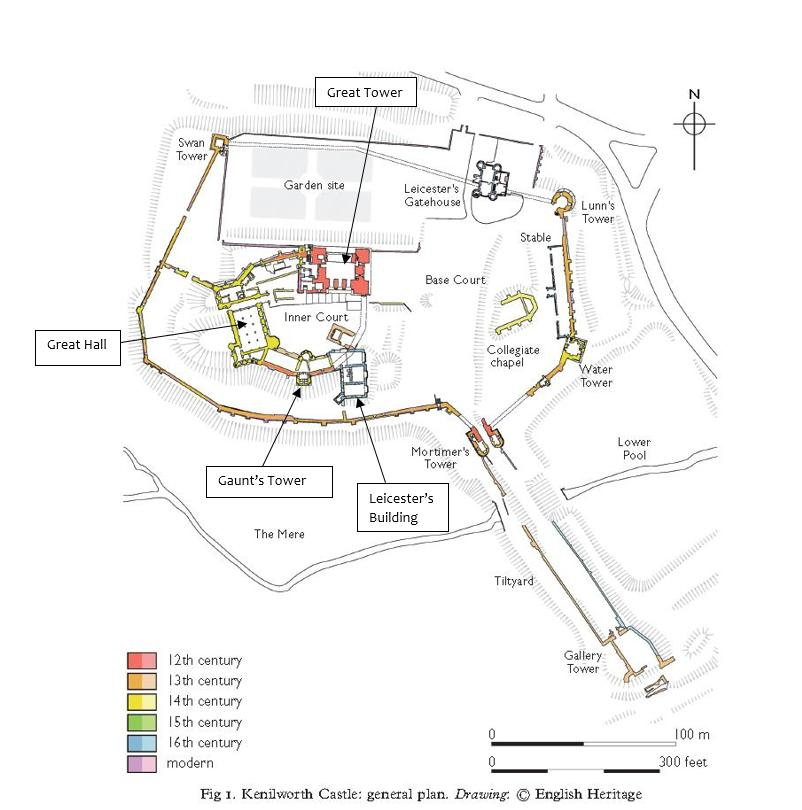 Great Tower
N
Swan
Tower
Garden site
Leicester's
Gatehouse
Lunn's
Tower
Stable
Base Court
Inner Court
Great Hall
Collegiate
chapel
Water
Tower
Mortimer's
Tower
Lower
Pool
Gaunt's Tower
Leicester's
Building
The Mere
Tiltyard
Gallery
Tower
12th century
13th century
14th century
15th century
16th century
modern
0 100 m
0 300 feet
Fig 1. Kenilworth Castle: general plan. Drawing: © English Heritage